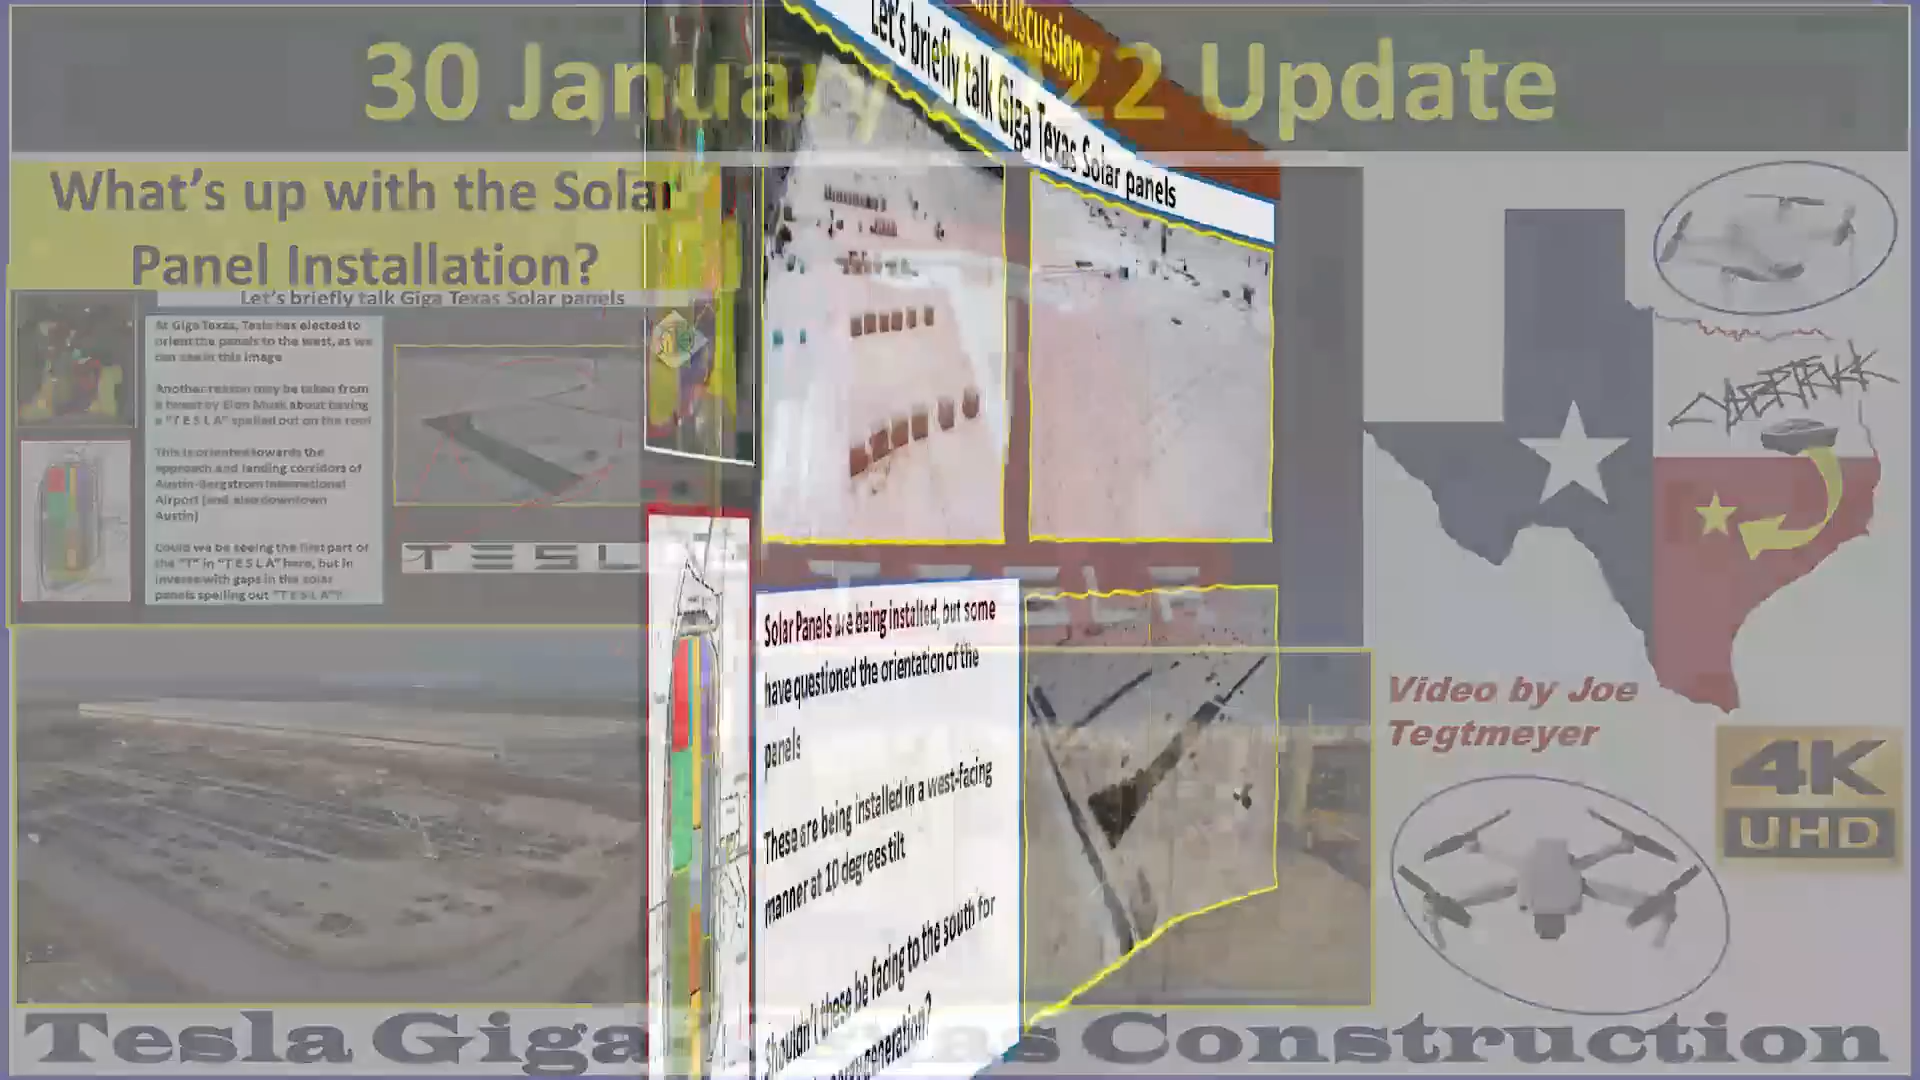 30 January 2022 Update
What's up with the Solar
Panel Installation?
Let's briefly talk Giga Texas Solar panels
At Giga Texas, Tesla has elected to
orient the panels to the west, as we
can see in this image
Another reason may be taken from
a tweet by Elon Musk about having
a "T E S L A" spelled out on the roof
This is oriented towards the
approach and landing corridors of
Austin-Bergstrom International
Airport (and also downtown
Austin)
Could we be seeing the first part of
the "T" in "T E S L A" here, but in
inverse with gaps in the solar
panels spelling out "T E S L A"?
TESL
Discussion
Let's briefly talk Giga Texas Solar panels
TESLA
Solar Panels are being installed, but some
have questioned the orientation of the
panels
These are being installed in a west-facing
manner at 10 degrees tilt
Shouldn't these be facing to the south for
generation?
CYBERTRUCK
Video by Joe
Tegtmeyer
4K
UHD
Tesla Giga Texas Construction